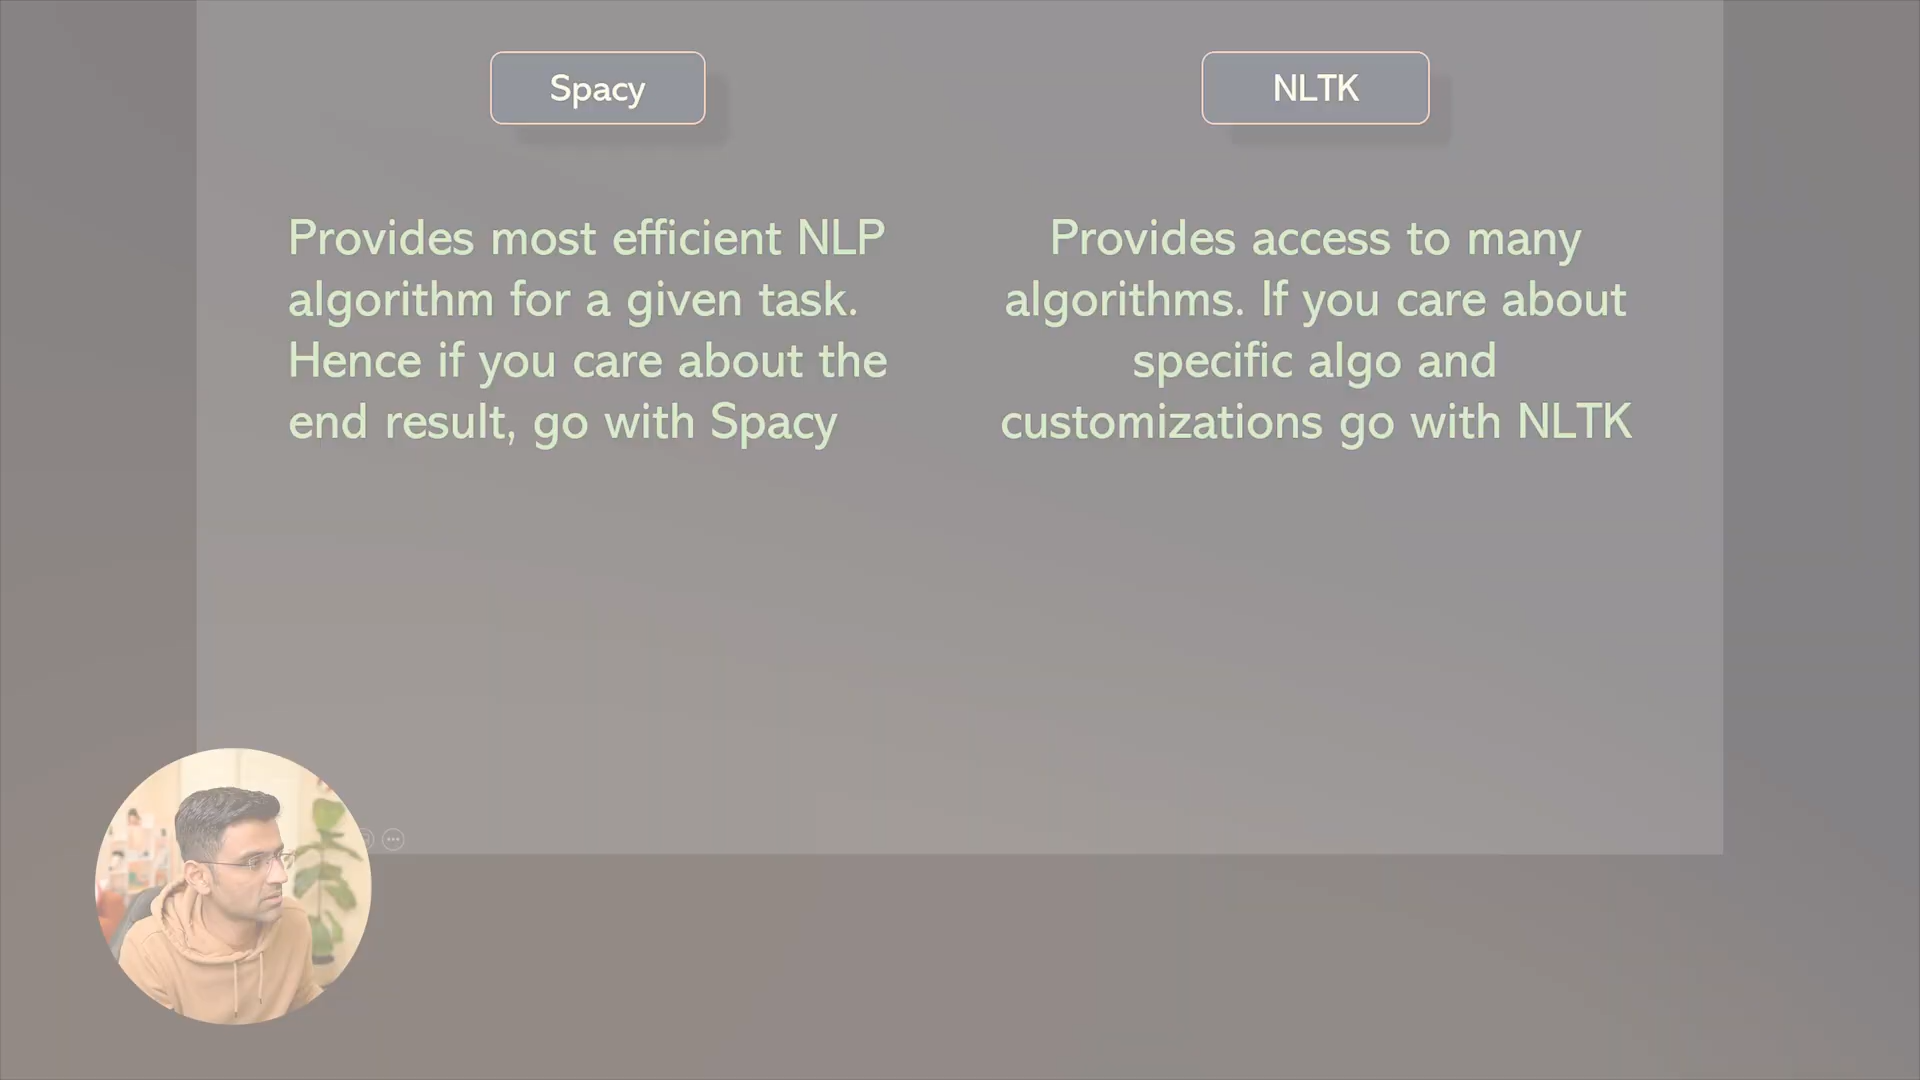 Spacy
Provides most efficient NLP
algorithm for a given task.
Hence if you care about the
end result, go with Spacy
NLTK
Provides access to many
algorithms. If you care about
specific algo and
customizations go with NLTK